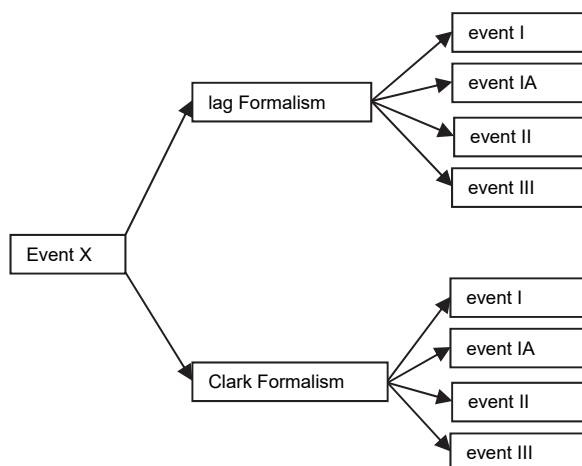 event I
event IA
lag Formalism
event II
event III
Event X
event I
event IA
Clark Formalism
event II
event III